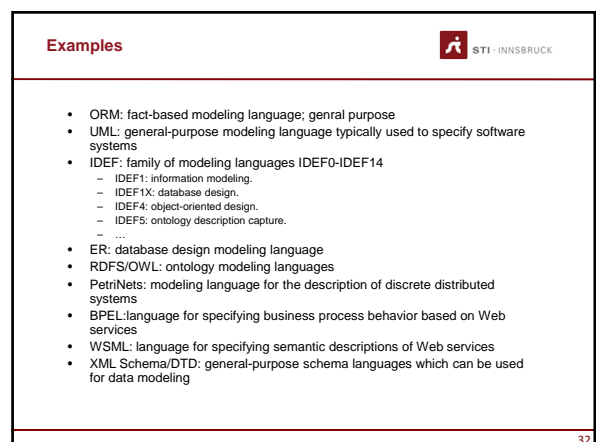 Examples
STI · INNSBRUCK
• ORM: fact-based modeling language; genral purpose
• UML: general-purpose modeling language typically used to specify software
systems
• IDEF: family of modeling languages IDEF0-IDEF14
– IDEF1: information modeling.
– IDEF1X: database design.
– IDEF4: object-oriented design.
– IDEF5: ontology description capture.
– ...
• ER: database design modeling language
• RDFS/OWL: ontology modeling languages
• PetriNets: modeling language for the description of discrete distributed
systems
• BPEL:language for specifying business process behavior based on Web
services
• WSML: language for specifying semantic descriptions of Web services
• XML Schema/DTD: general-purpose schema languages which can be used
for data modeling
32